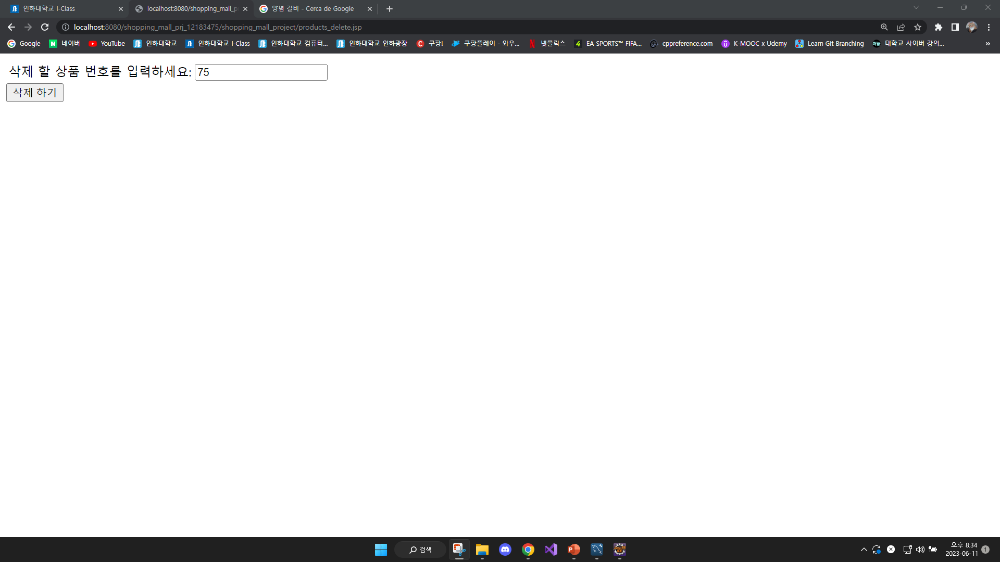 인하대학교 I-Class
localhost:8080/shopping_mall_p
양념 갈비 - Cerca de Google
localhost:8080/shopping_mall_prj_12183475/shopping_mall_project/products_delete.jsp
Google 네이버 YouTube 인하대학교 인하대학교 I-Class 인하대학교 컴퓨터... 인하대학교 인하광장 쿠팡! 쿠팡플레이 - 와우... 넷플릭스 EA SPORTS™ FIFA... cppreference.com K-MOOC x Udemy Learn Git Branching 대학교 사이버 강의... »
삭제 할 상품 번호를 입력하세요: 75
삭제 하기
검색
오후 8:34
2023-06-11
1